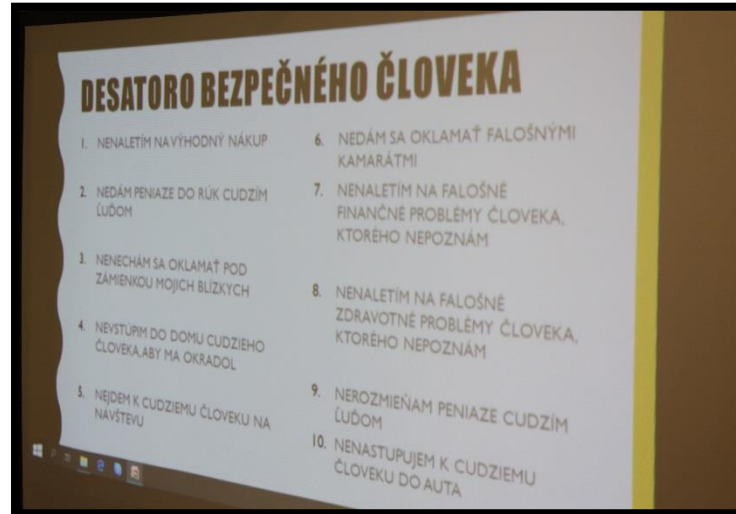 DESATORO BEZPEČNÉHO ČLOVEKA
1. NENALETÍM NA VÝHODNÝ NÁKUP
2. NEDÁM PENIAZE DO RÚK CUDZÍM
ĽUĎOM
3. NENECHÁM SA OKLAMAŤ POD
ZÁMIENKOU MOJICH BLÍZKYCH
4. NEVSTÚPIM DO DOMU CUDZIEHO
ČLOVEKA,ABY MA OKRADOL
5. NEJDEM K CUDZIEMU ČLOVEKU NA
NÁVŠTEVU
6. NEDÁM SA OKLAMAŤ FALOŠNÝMI
KAMARÁTMI
7. NENALETÍM NA FALOŠNÉ
FINANČNÉ PROBLÉMY ČLOVEKA,
KTORÉHO NEPOZNÁM
8. NENALETÍM NA FALOŠNÉ
ZDRAVOTNÉ PROBLÉMY ČLOVEKA,
KTORÉHO NEPOZNÁM
9. NEROZMIEŇAM PENIAZE CUDZÍM
ĽUĎOM
10. NENASTUPUJEM K CUDZIEMU
ČLOVEKU DO AUTA